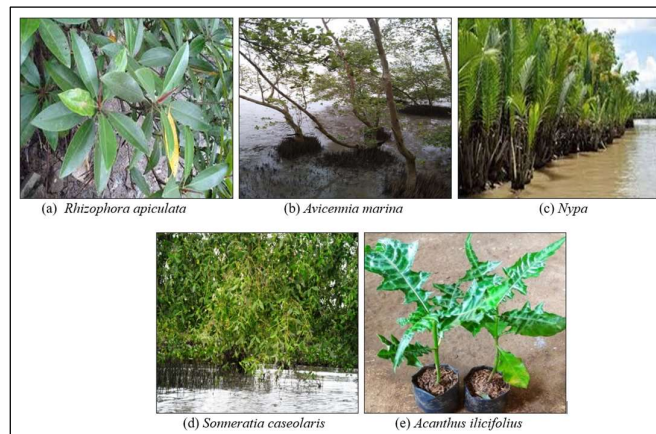 (a) Rhizophora apiculata
(b) Avicennia marina
(c) Nypa
(d) Sonneratia caseolaris
(e) Acanthus ilicifolius